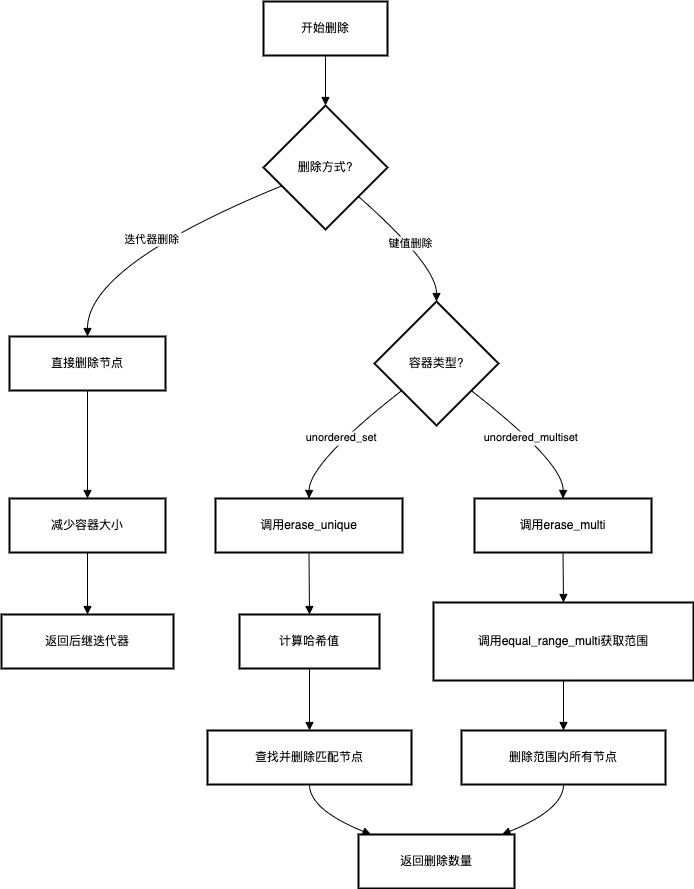 开始删除
删除方式?
迭代器删除
键值删除
直接删除节点
容器类型?
unordered_set
unordered_multiset
减少容器大小
调用erase_unique
调用erase_multi
返回后继迭代器
计算哈希值
调用equal_range_multi获取范围
查找并删除匹配节点
删除范围内所有节点
返回删除数量